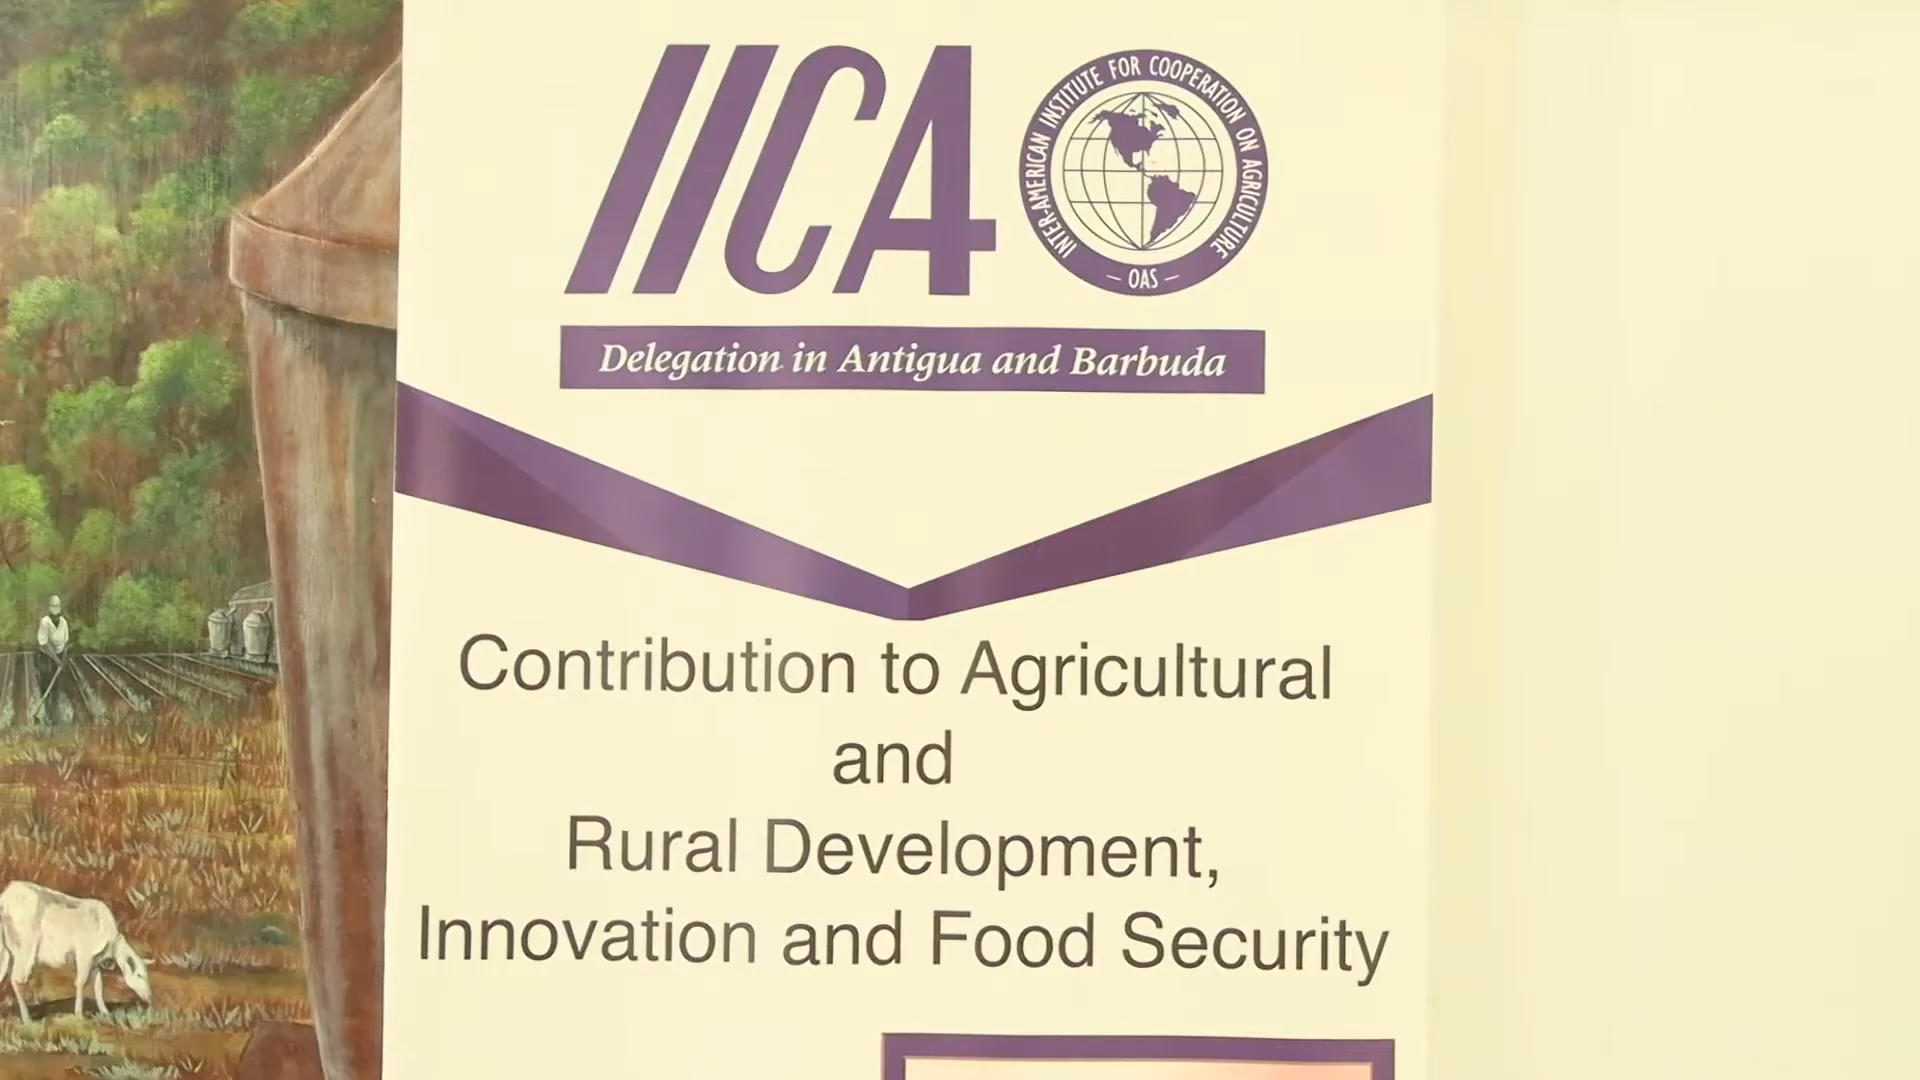 IICA
INTER-AMERICAN INSTITUTE FOR COOPERATION ON AGRICULTURE
— OAS —
Delegation in Antigua and Barbuda
Contribution to Agricultural
and
Rural Development,
Innovation and Food Security